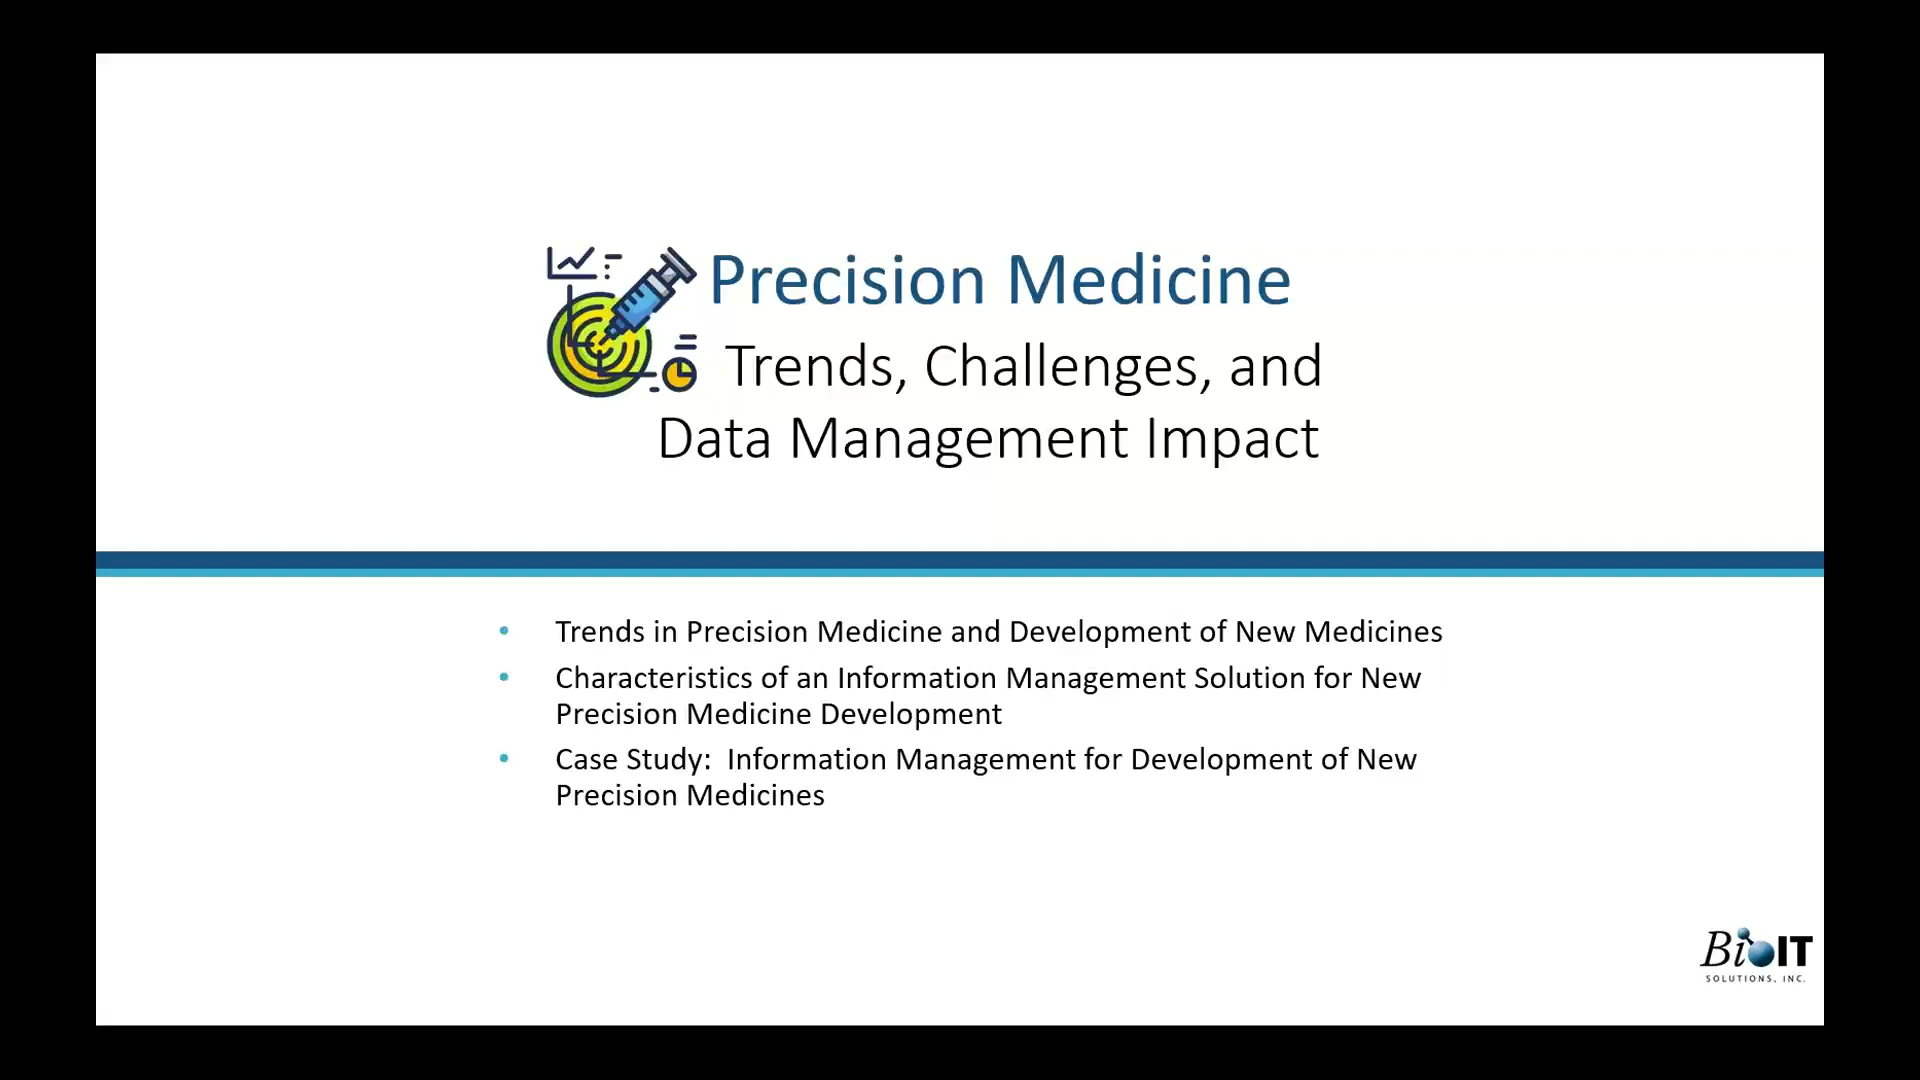 Precision Medicine
Trends, Challenges, and
Data Management Impact
• Trends in Precision Medicine and Development of New Medicines
• Characteristics of an Information Management Solution for New
Precision Medicine Development
• Case Study:  Information Management for Development of New
Precision Medicines
BioIT
SOLUTIONS, INC.